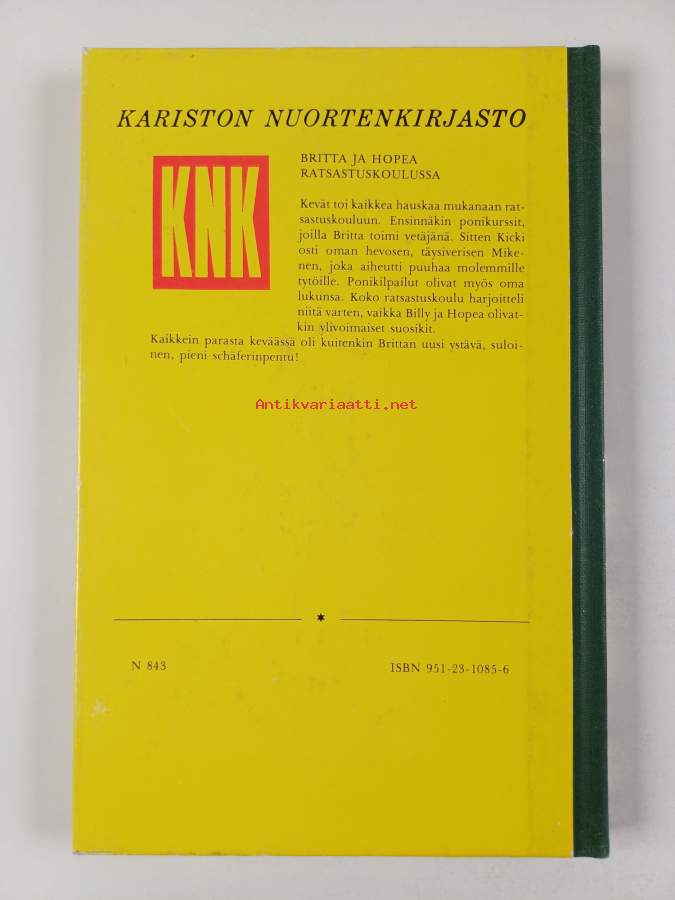 KARISTON NUORTENKIRJASTO
KNK
BRITTA JA HOPEA
RATSASTUSKOULUSSA
Kevät toi kaikkea hauskaa mukanaan rat-
sastuskouluun. Ensinnäkin ponikurssit,
joilla Britta toimi vetäjänä. Sitten Kicki
osti oman hevosen, täysiverisen Mike-
nen, joka aiheutti puuhaa molemmille
tytöille. Ponikilpailut olivat myös oma
lukunsa. Koko ratsastuskoulu harjoitteli
niitä varten, vaikka Billy ja Hopea olivat-
kin ylivoimaiset suosikit.
Kaikkein parasta keväässä oli kuitenkin Brittan uusi ystävä, suloi-
nen, pieni schäferinpentu!
Antikvariaatti.net
N 843
ISBN 951-23-1085-6